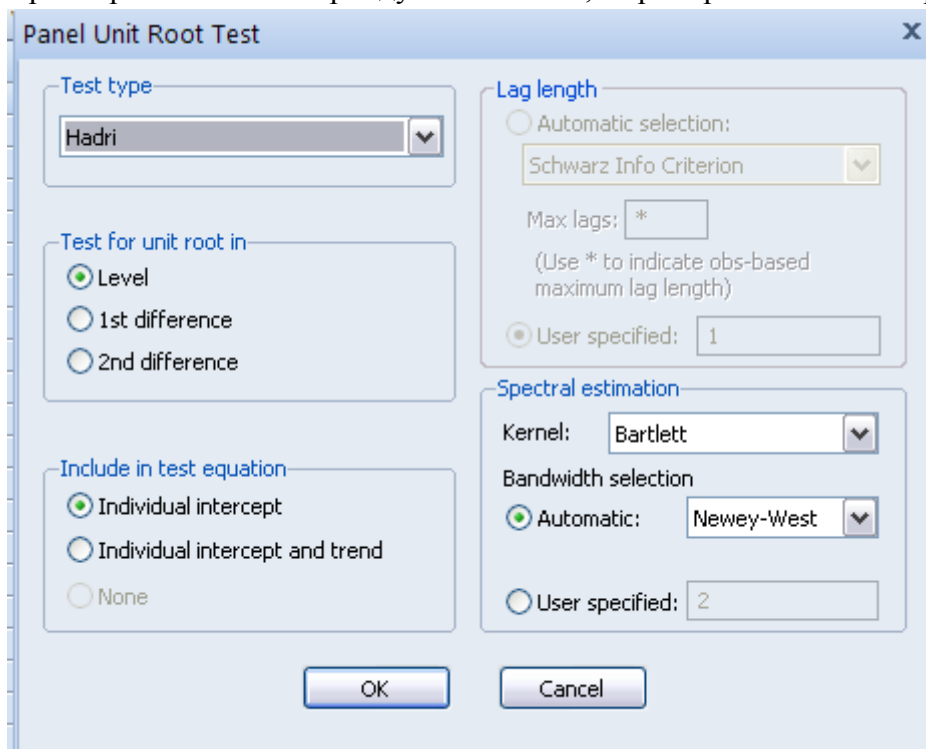 Panel Unit Root Test
x
Test type
Hadri
Test for unit root in
Level
1st difference
2nd difference
Include in test equation
Individual intercept
Individual intercept and trend
None
Lag length
Automatic selection:
Schwarz Info Criterion
Max lags: *
(Use * to indicate obs-based
maximum lag length)
User specified: 1
Spectral estimation
Kernel: Bartlett
Bandwidth selection
Automatic: Newey-West
User specified: 2
OK
Cancel